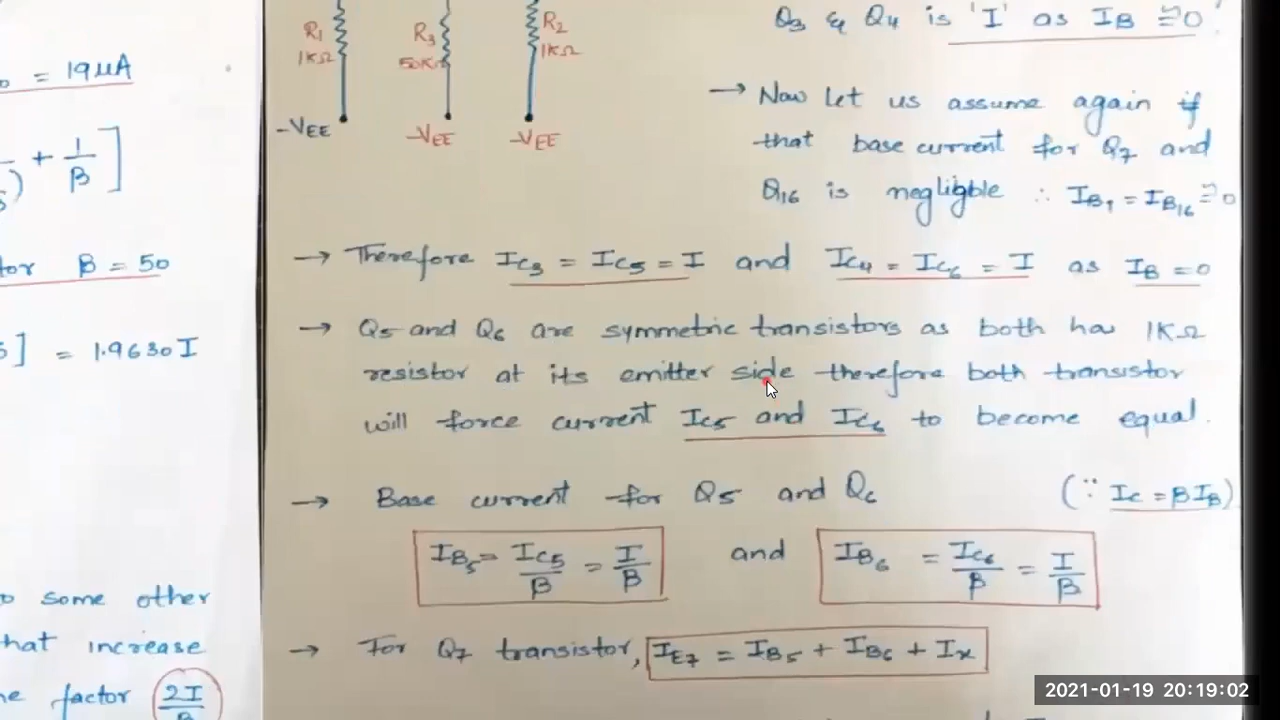 R1
1KΩ
R3
50KΩ
R2
1KΩ
-VEE
-VEE
-VEE
= 19μA
+ 1/β ]
β = 50
] = 1.9630I
some other
that increase
factor 2I
Q3 & Q4 is 'I' as IB ≅0
→ Now let us assume again if
that base current for Q7 and
Q16 is negligble ∴ IB7 = IB16 ≅0
→ Therefore IC3 = IC5 = I and IC4 = IC6 = I as IB = 0
→ Q5 and Q6 are symmetric transistors as both has 1KΩ
resistor at its emitter side therefore both transistor
will force current IC5 and IC6 to become equal.
→ Base current for Q5 and Q6 (∵ IC = βIB)
IB5 = IC5/β = I/β and IB6 = IC6/β = I/β
→ For Q7 transistor, IE7 = IB5 + IB6 + Ix
2021-01-19 20:19:02